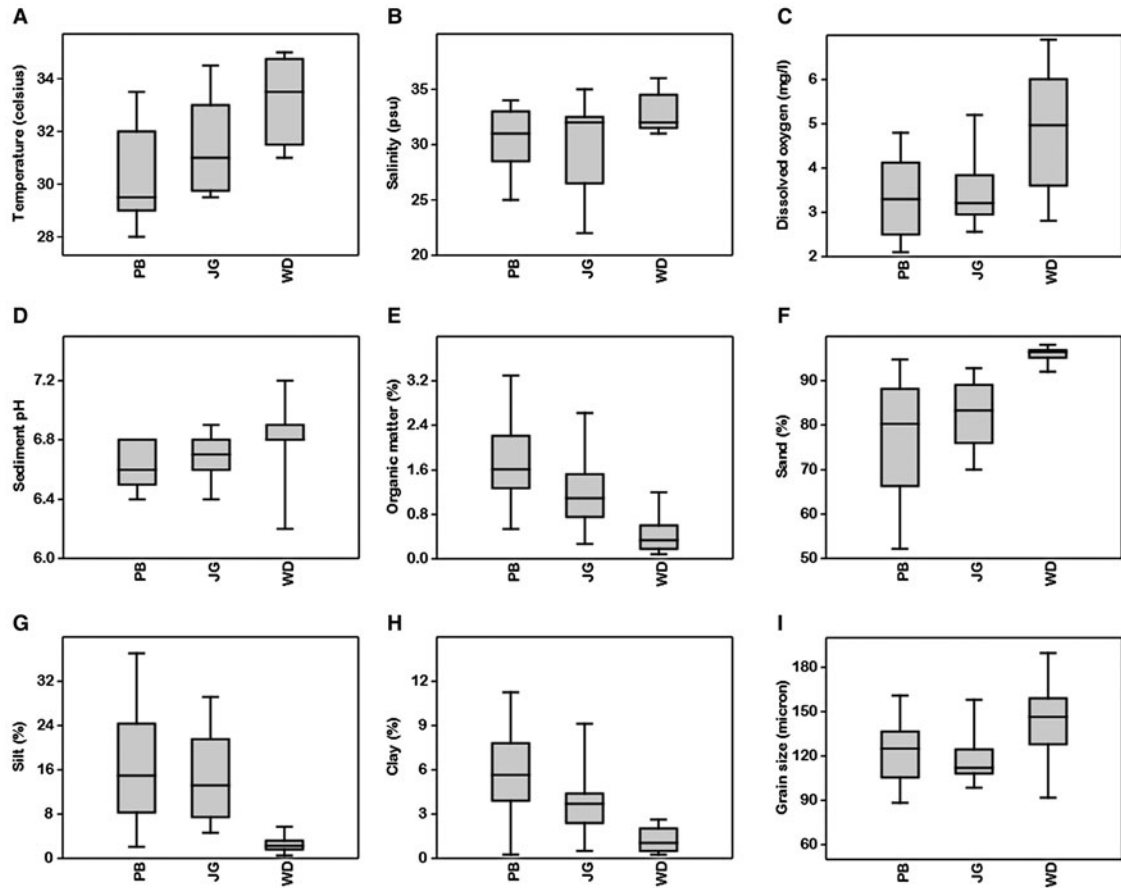 A
Temperature (celsius)
34
32
30
28
PB
JG
WD
B
Salinity (psu)
35
30
25
20
PB
JG
WD
C
Dissolved oxygen (mg/l)
6
5
4
3
2
PB
JG
WD
D
Sediment pH
7.2
6.8
6.4
6.0
PB
JG
WD
E
Organic matter (%)
3.2
2.4
1.6
0.8
0.0
PB
JG
WD
F
Sand (%)
90
80
70
60
50
PB
JG
WD
G
Silt (%)
32
24
16
8
0
PB
JG
WD
H
Clay (%)
12
9
6
3
0
PB
JG
WD
I
Grain size (micron)
180
150
120
90
60
PB
JG
WD